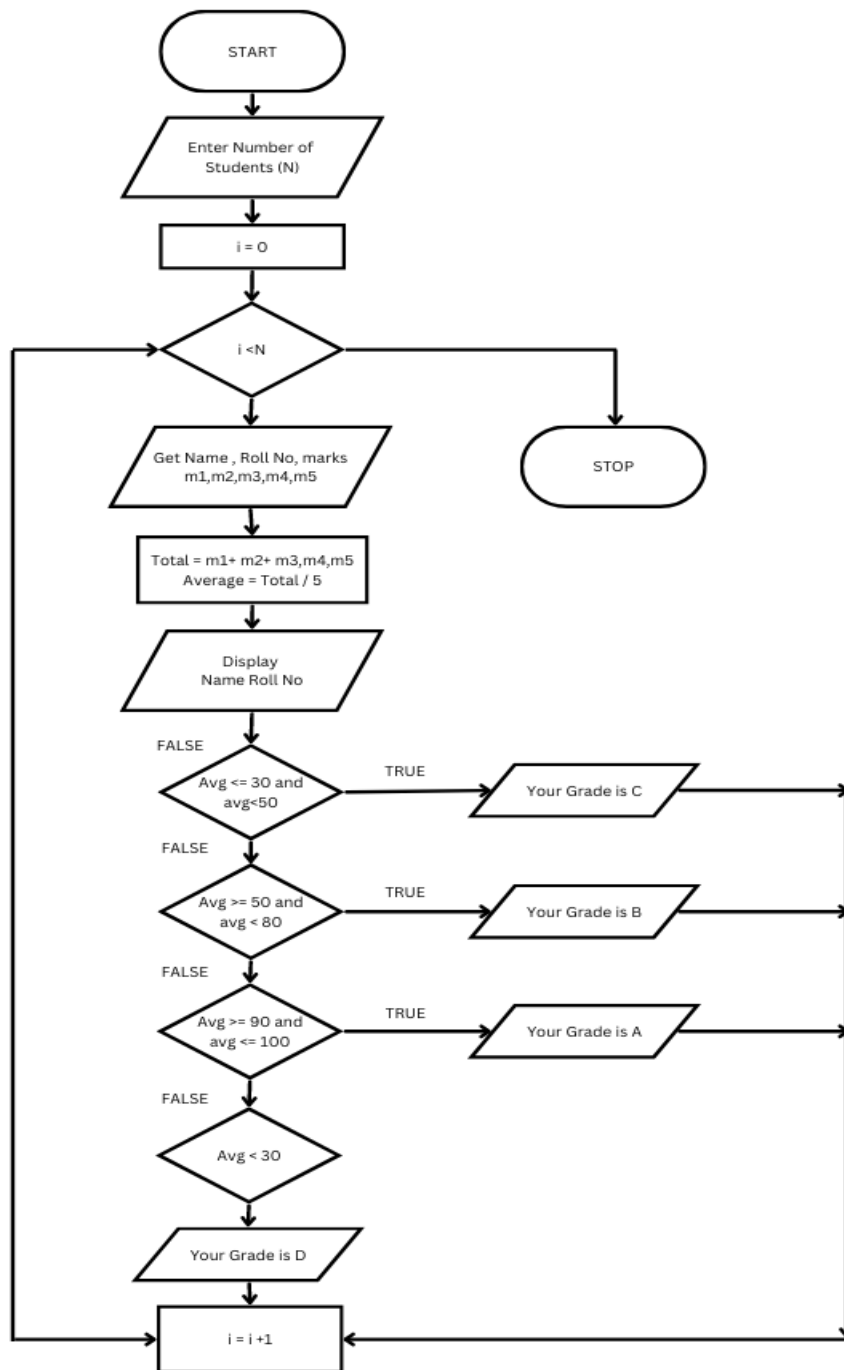 START
Enter Number of
Students (N)
i = 0
i <N
Get Name , Roll No, marks
m1,m2,m3,m4,m5
STOP
Total = m1+ m2+ m3,m4,m5
Average = Total / 5
Display
Name Roll No
FALSE
Avg <= 30 and
avg<50
TRUE
Your Grade is C
FALSE
Avg >= 50 and
avg < 80
TRUE
Your Grade is B
FALSE
Avg >= 90 and
avg <= 100
TRUE
Your Grade is A
FALSE
Avg < 30
Your Grade is D
i = i +1